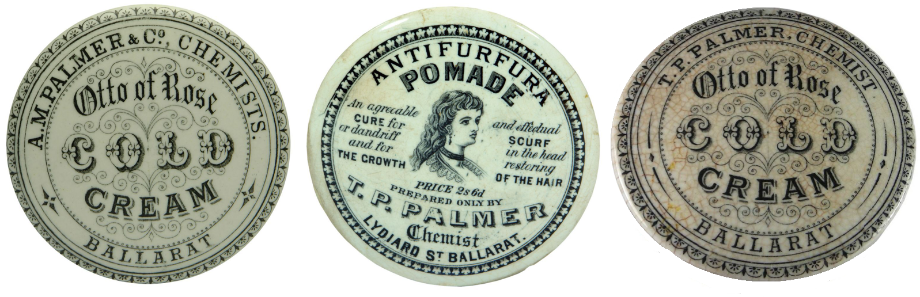 A.M. PALMER & Co, CHEMISTS.
Otto of Rose
COLD
CREAM
BALLARAT
ANTIFURFURA
POMADE
An agreeable and effectual
CURE for SCURF
or dandriff in the head
and for restoring
THE GROWTH OF THE HAIR
PRICE 2s 6d
PREPARED ONLY BY
T. P. PALMER
Chemist
LYDIARD ST BALLARAT.
T. P. PALMER. CHEMIST
Otto of Rose
COLD
CREAM
BALLARAT